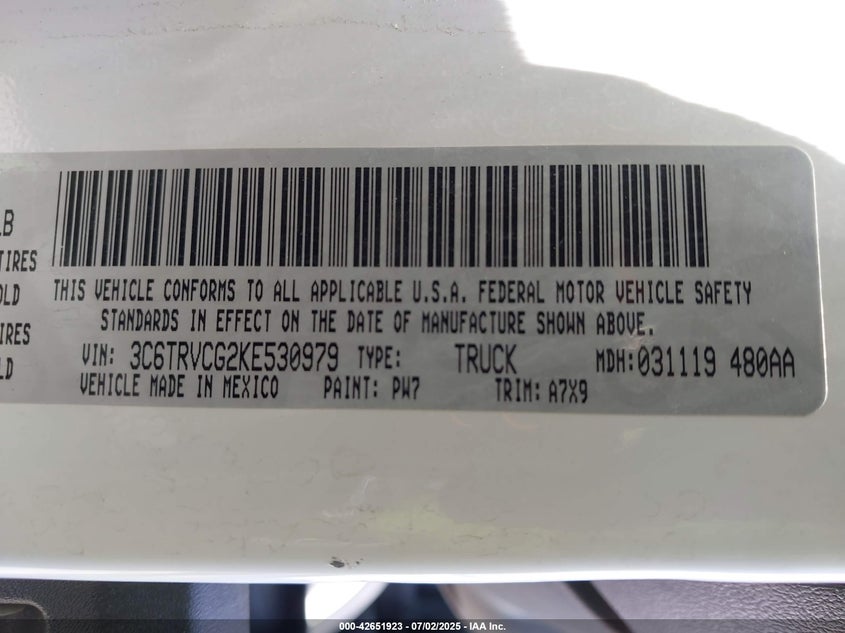 LB
TIRES
OLD
IRES
LD
THIS VEHICLE CONFORMS TO ALL APPLICABLE U.S.A. FEDERAL MOTOR VEHICLE SAFETY
STANDARDS IN EFFECT ON THE DATE OF MANUFACTURE SHOWN ABOVE.
VIN: 3C6TRVCG2KE530979 TYPE: TRUCK MDH: 031119 480AA
VEHICLE MADE IN MEXICO PAINT: PW7 TRIM: A7X9
000-42651923 - 07/02/2025 - IAA Inc.